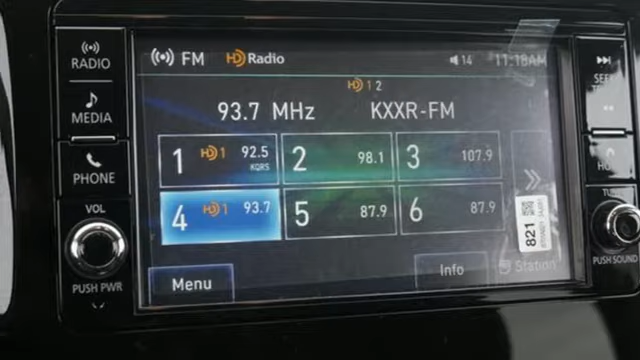 RADIO
MEDIA
PHONE
VOL
PUSH PWR
FM HD Radio 14 11:18AM
HD 1 2
93.7 MHz KXXR-FM
1 HD 1 92.5
KQRS
2 98.1
3 107.9
4 HD 1 93.7
5 87.9
6 87.9
Menu
Info
Station
821
PUSH SOUND